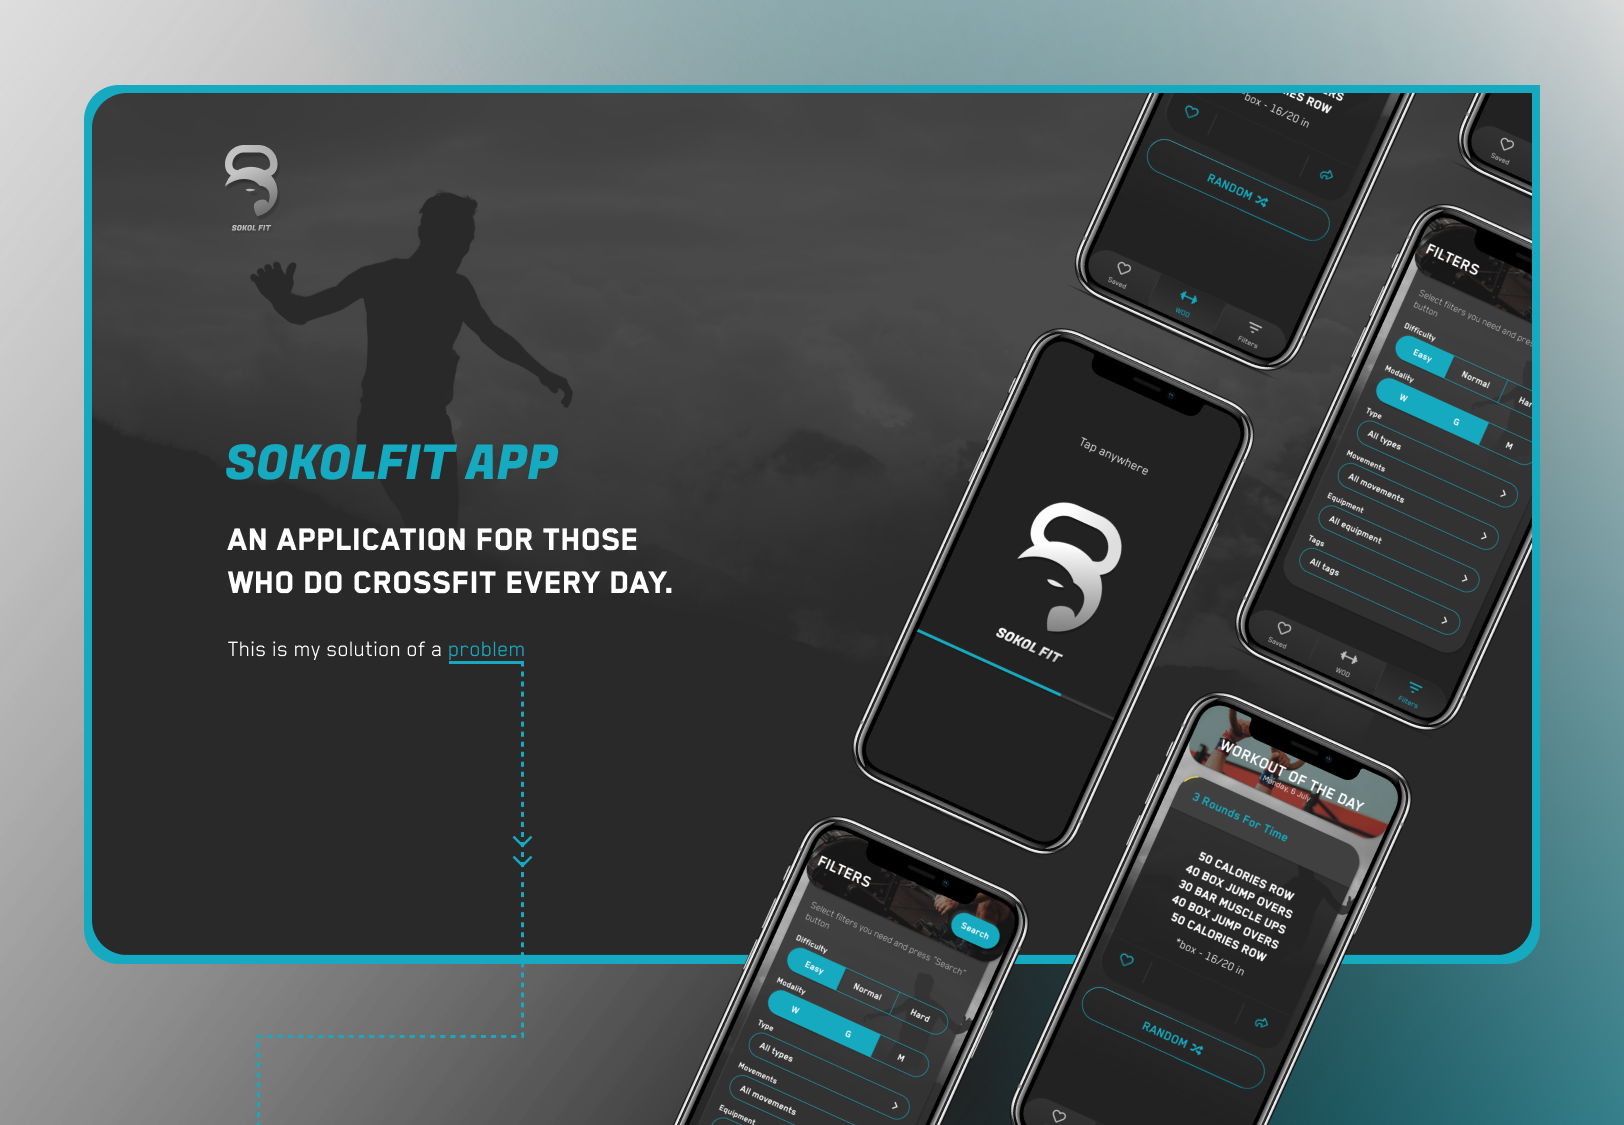 SOKOL FIT
SOKOLFIT APP
AN APPLICATION FOR THOSE
WHO DO CROSSFIT EVERY DAY.
This is my solution of a problem
ES ROW
*box - 16/20 in
RANDOM
Saved
WOD
Filters
Saved
FILTERS
Select filters you need and pres
button
Difficulty
Easy
Normal
Har
Modality
W
G
M
Type
All types
Movements
All movements
Equipment
All equipment
Tags
All tags
Saved
WOD
Filters
Tap anywhere
SOKOL FIT
WORKOUT OF THE DAY
Monday, 6 July
3 Rounds For Time
50 CALORIES ROW
40 BOX JUMP OVERS
30 BAR MUSCLE UPS
40 BOX JUMP OVERS
50 CALORIES ROW
*box - 16/20 in
RANDOM
FILTERS
Search
Select filters you need and press "Search"
button
Difficulty
Easy
Normal
Hard
Modality
W
G
M
Type
All types
Movements
All movements
Equipment